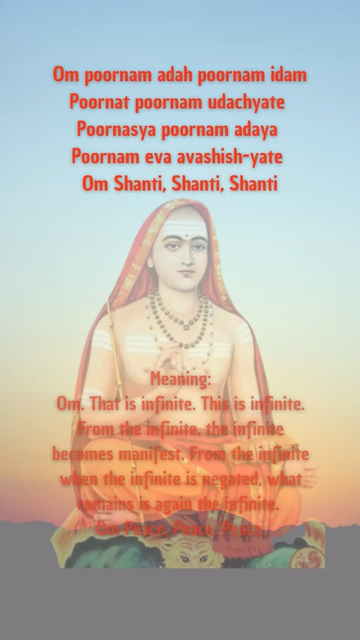 Om poornam adah poornam idam
Poornat poornam udachyate
Poornasya poornam adaya
Poornam eva avashish-yate
Om Shanti, Shanti, Shanti
Meaning:
Om. That is infinite. This is infinite.
From the infinite, the infinite
becomes manifest. From the infinite
when the infinite is negated, what
remains is again the infinite.
Om Peace, Peace, Peace.